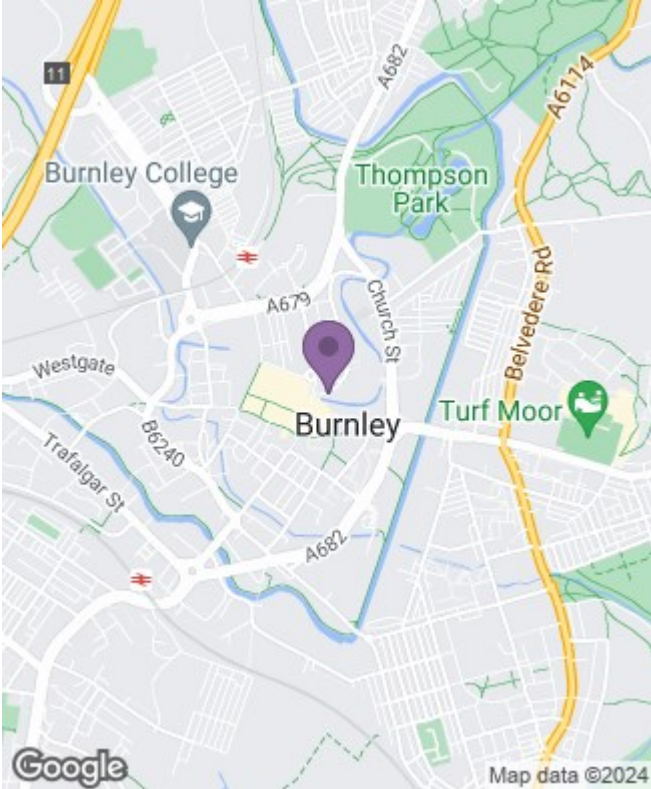 A682
A6114
11
Burnley College
Thompson
Park
A679
Church St
Belvedere Rd
Westgate
Burnley
Turf Moor
B6240
Trafalgar St
A682
Google
Map data ©2024